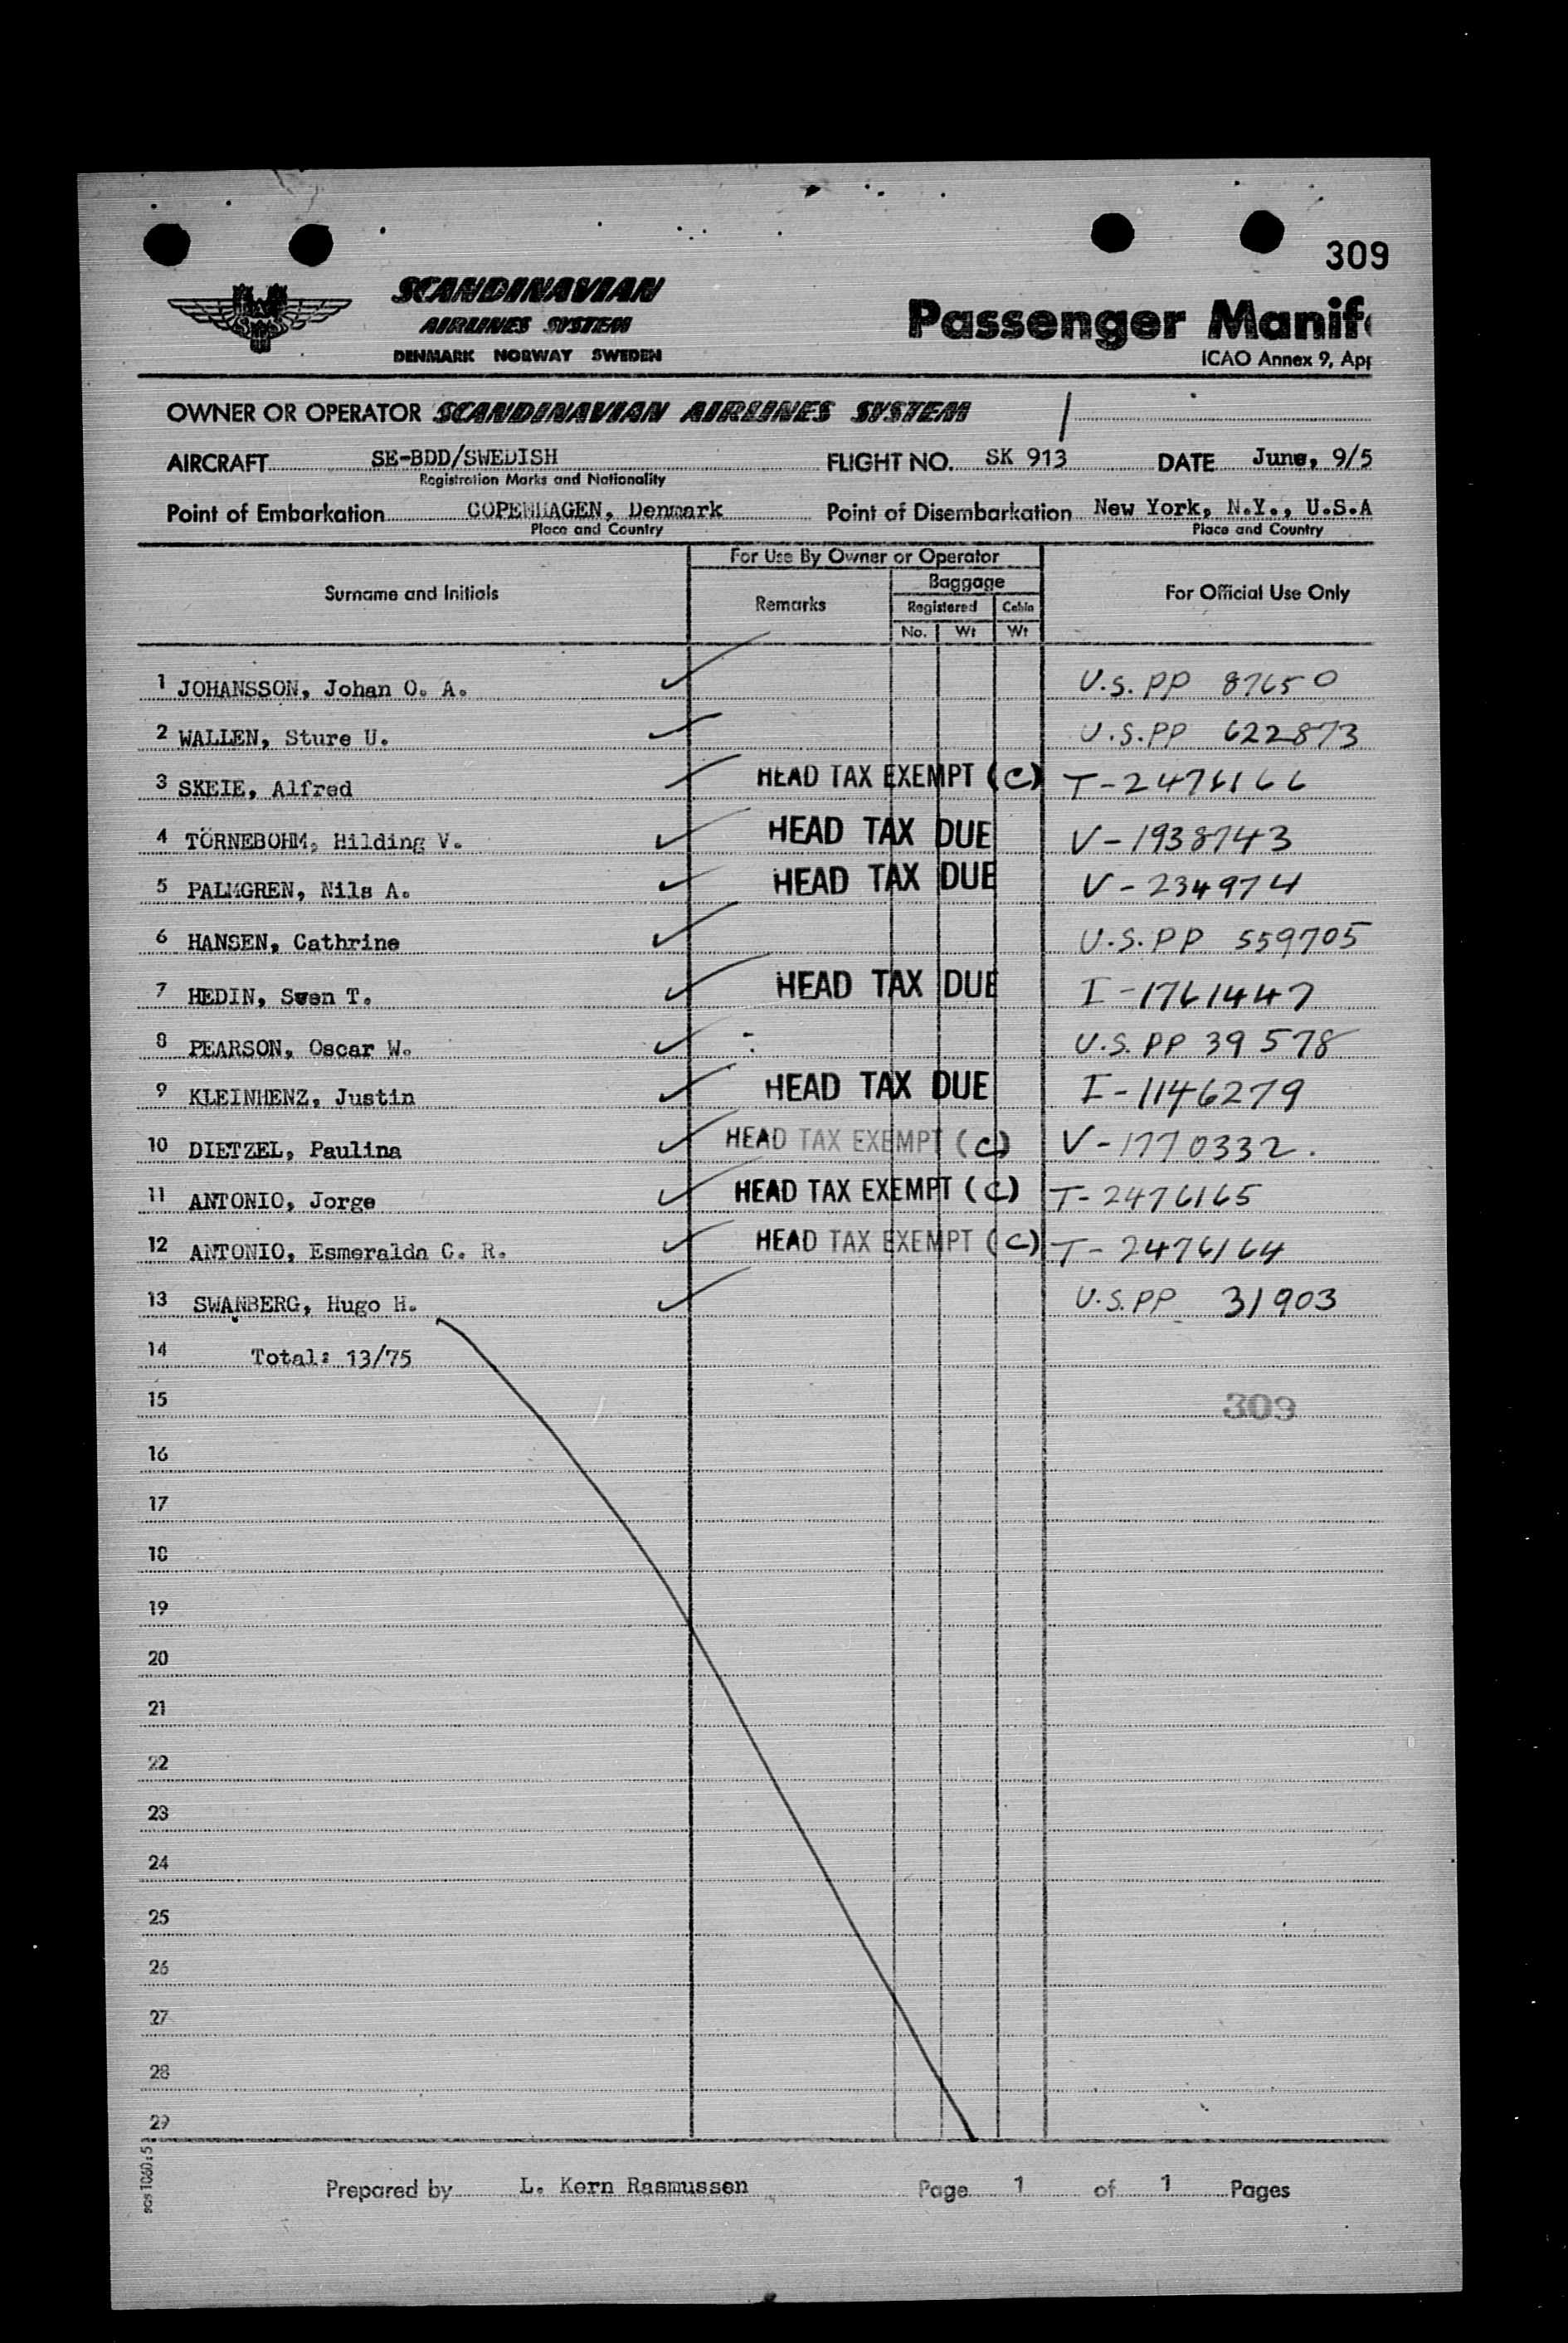 309
SCANDINAVIAN
AIRLINES SYSTEM
DENMARK NORWAY SWEDEN
Passenger Manif
ICAO Annex 9, App
OWNER OR OPERATOR SCANDINAVIAN AIRLINES SYSTEM
AIRCRAFT SE-BDD/SWEDISH FLIGHT NO. SK 913 DATE June, 9/5
Registration Marks and Nationality
Point of Embarkation COPENHAGEN, Denmark Point of Disembarkation New York, N.Y., U.S.A
Place and Country Place and Country
For Use By Owner or Operator
Surname and Initials Remarks Baggage For Official Use Only
Registered Cabin
No. Wt Wt
1 JOHANSSON, Johan O. A. U.S. PP 87650
2 WALLEN, Sture U. U.S. PP 622873
3 SKEIE, Alfred HEAD TAX EXEMPT (C) T-2476166
4 TÖRNEBOHM, Hilding V. HEAD TAX DUE V-1938743
5 PALMGREN, Nils A. HEAD TAX DUE V-234974
6 HANSEN, Cathrine U.S. PP 559705
7 HEDIN, Sven T. HEAD TAX DUE I-1761447
8 PEARSON, Oscar W. U.S. PP 39578
9 KLEINHENZ, Justin HEAD TAX DUE I-1146279
10 DIETZEL, Paulina HEAD TAX EXEMPT (C) V-1770332.
11 ANTONIO, Jorge HEAD TAX EXEMPT (C) T-2476165
12 ANTONIO, Esmeralda C. R. HEAD TAX EXEMPT (C) T-2476164
13 SWANBERG, Hugo H. U.S. PP 31903
14 Total: 13/75
15 309
16
17
18
19
20
21
22
23
24
25
26
27
28
29
Prepared by L. Kern Rasmussen Page 1 of 1 Pages